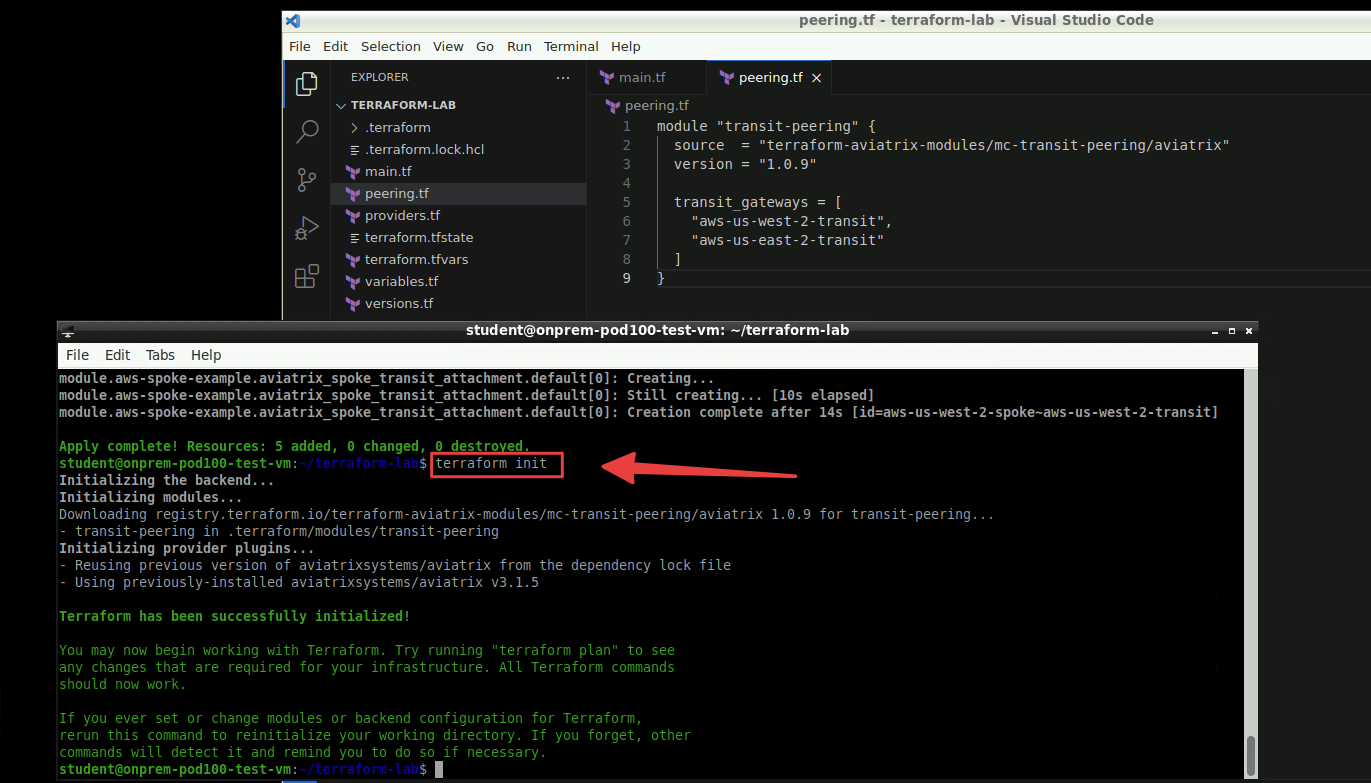 peering.tf - terraform-lab - Visual Studio Code
File Edit Selection View Go Run Terminal Help
EXPLORER ...
TERRAFORM-LAB
.terraform
.terraform.lock.hcl
main.tf
peering.tf
providers.tf
terraform.tfstate
terraform.tfvars
variables.tf
versions.tf
main.tf peering.tf
peering.tf
1 module "transit-peering" {
2 source  = "terraform-aviatrix-modules/mc-transit-peering/aviatrix"
3 version = "1.0.9"
4
5 transit_gateways = [
6 "aws-us-west-2-transit",
7 "aws-us-east-2-transit"
8 ]
9 }
student@onprem-pod100-test-vm: ~/terraform-lab
File Edit Tabs Help
module.aws-spoke-example.aviatrix_spoke_transit_attachment.default[0]: Creating...
module.aws-spoke-example.aviatrix_spoke_transit_attachment.default[0]: Still creating... [10s elapsed]
module.aws-spoke-example.aviatrix_spoke_transit_attachment.default[0]: Creation complete after 14s [id=aws-us-west-2-spoke~aws-us-west-2-transit]
Apply complete! Resources: 5 added, 0 changed, 0 destroyed.
student@onprem-pod100-test-vm:~/terraform-lab$ terraform init
Initializing the backend...
Initializing modules...
Downloading registry.terraform.io/terraform-aviatrix-modules/mc-transit-peering/aviatrix 1.0.9 for transit-peering...
- transit-peering in .terraform/modules/transit-peering
Initializing provider plugins...
- Reusing previous version of aviatrixsystems/aviatrix from the dependency lock file
- Using previously-installed aviatrixsystems/aviatrix v3.1.5
Terraform has been successfully initialized!
You may now begin working with Terraform. Try running "terraform plan" to see
any changes that are required for your infrastructure. All Terraform commands
should now work.
If you ever set or change modules or backend configuration for Terraform,
rerun this command to reinitialize your working directory. If you forget, other
commands will detect it and remind you to do so if necessary.
student@onprem-pod100-test-vm:~/terraform-lab$